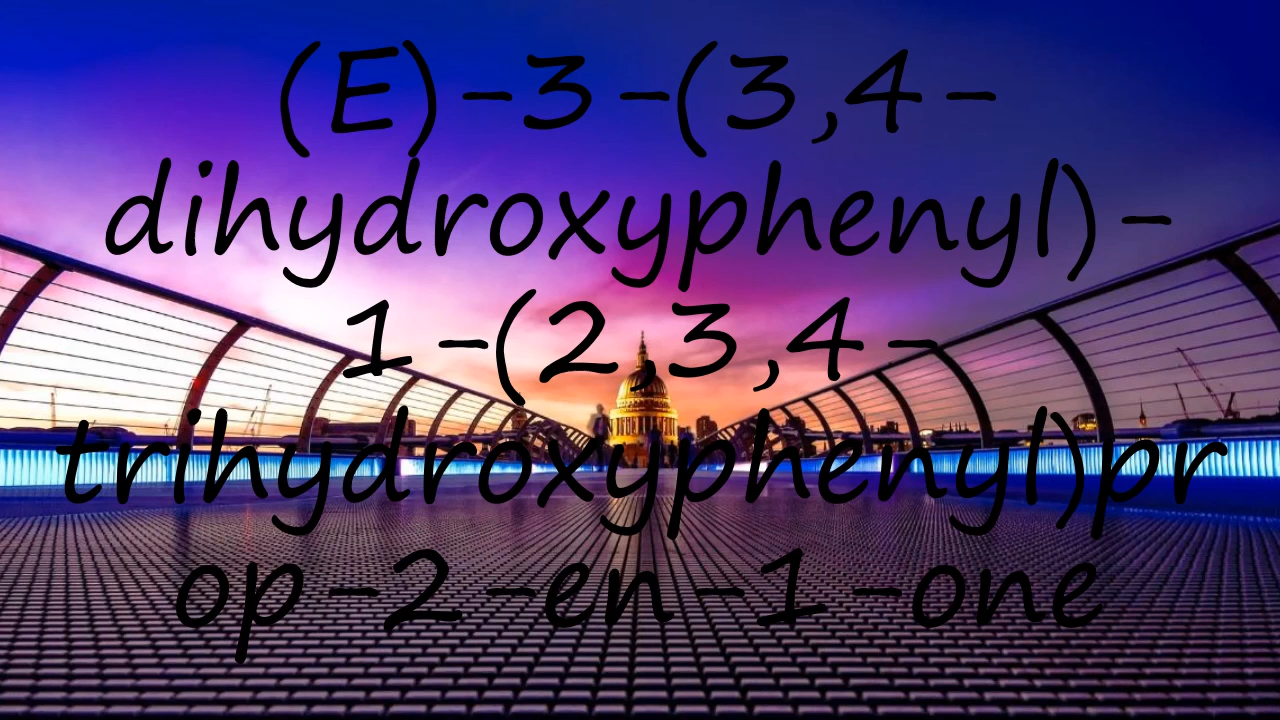 (E)-3-(3,4-
dihydroxyphenyl)-
1-(2,3,4-
trihydroxyphenyl)pr
op-2-en-1-one